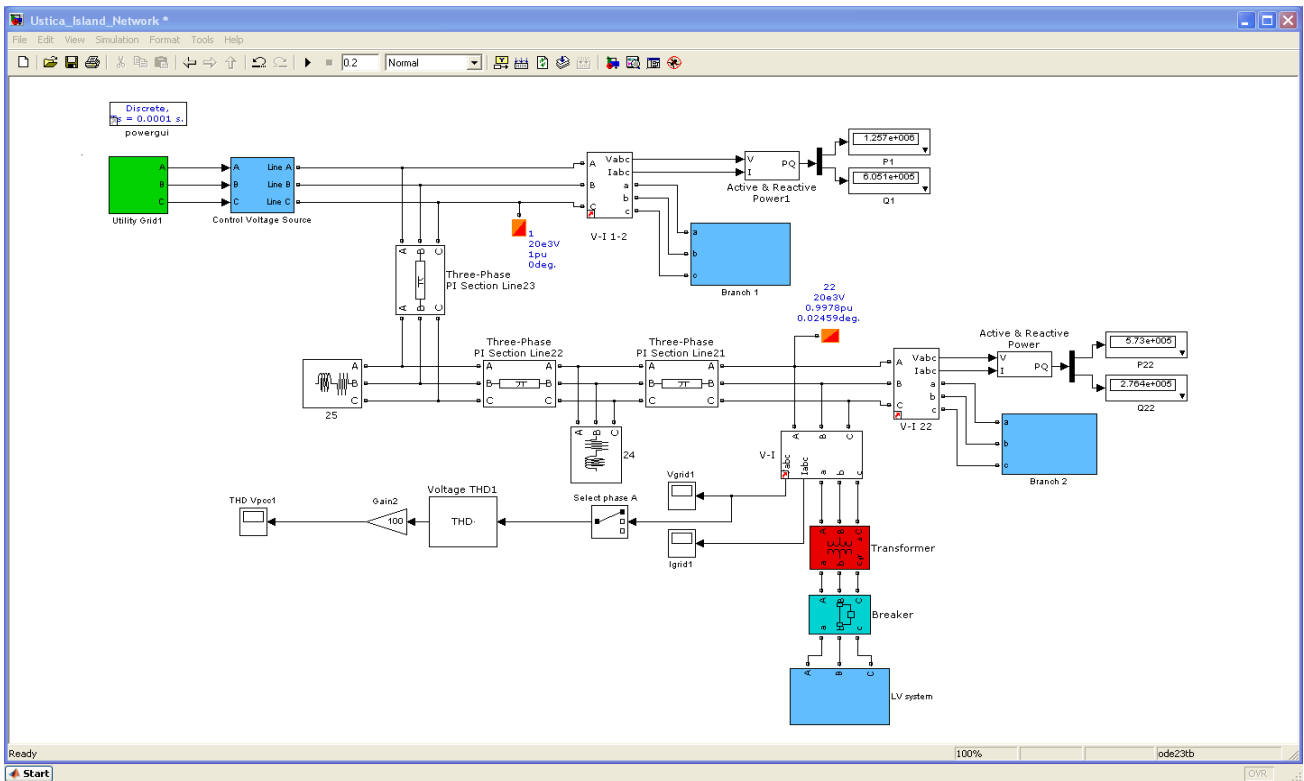 Ustica_Island_Network *
File Edit View Simulation Format Tools Help
0.2 Normal
Discrete,
Ts = 0.0001 s.
powergui
A
B
C
Utility Grid1
A Line A
B Line B
C Line C
Control Voltage Source
A
B
C
Vabc
Iabc
a
b
c
V-I 1-2
V
I
PQ
Active & Reactive
Power1
1.257e+006
P1
6.051e+005
Q1
1
20e3V
1pu
0deg.
a
b
c
Branch 1
A B C
A B C
Three-Phase
PI Section Line23
22
20e3V
0.9978pu
0.02459deg.
A
B
C
25
Three-Phase
PI Section Line22
A A
B B
C C
Three-Phase
PI Section Line21
A A
B B
C C
A
B
C
Vabc
Iabc
a
b
c
V-I 22
Active & Reactive
Power
V
I
PQ
5.73e+005
P22
2.764e+005
Q22
a
b
c
Branch 2
A B C
24
V-I
A B C
Vabc Iabc a b c
THD Vpcc1
Gain2
100
Voltage THD1
THD
Select phase A
Vgrid1
Igrid1
A B C
a b c
Transformer
A B C
a b c
Breaker
A B C
LV system
Ready
100%
ode23tb
Start
OVR